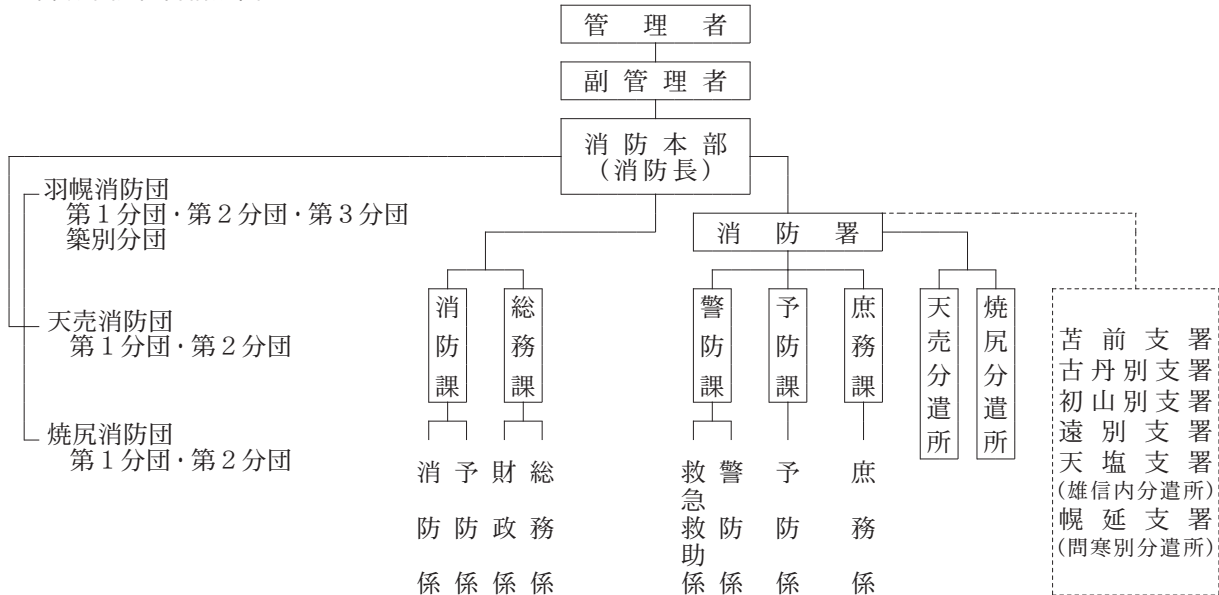 管理者
副管理者
消防本部
(消防長)
羽幌消防団
第1分団・第2分団・第3分団
築別分団
天売消防団
第1分団・第2分団
焼尻消防団
第1分団・第2分団
消防署
消防課
総務課
警防課
予防課
庶務課
天売分遣所
焼尻分遣所
消防係
予防係
財政係
総務係
救急救助係
警防係
予防係
庶務係
苫前支署
古丹別支署
初山別支署
遠別支署
天塩支署
(雄信内分遣所)
幌延支署
(問寒別分遣所)